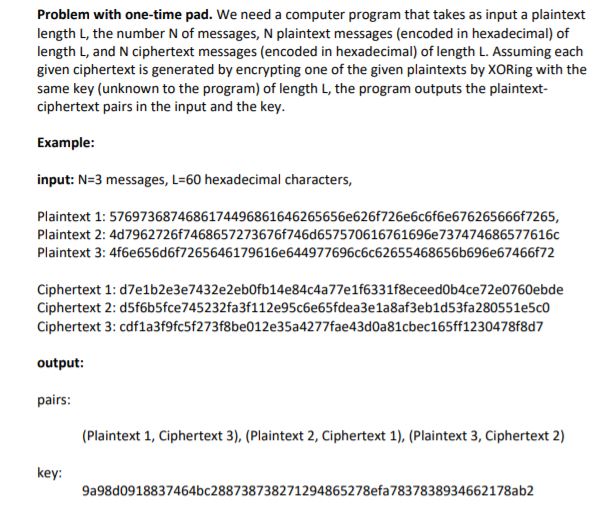 Problem with one-time pad. We need a computer program that takes as input a plaintext
length L, the number N of messages, N plaintext messages (encoded in hexadecimal) of
length L, and N ciphertext messages (encoded in hexadecimal) of length L. Assuming each
given ciphertext is generated by encrypting one of the given plaintexts by XORing with the
same key (unknown to the program) of length L, the program outputs the plaintext-
ciphertext pairs in the input and the key.
Example:
input: N=3 messages, L=60 hexadecimal characters,
Plaintext 1: 5769736874686174496861646265656e626f726e6c6f6e676265666f7265,
Plaintext 2: 4d7962726f7468657273676f746d657570616761696e737474686577616c
Plaintext 3: 4f6e656d6f7265646179616e644977696c6c62655468656b696e67466f72
Ciphertext 1: d7e1b2e3e7432e2eb0fb14e84c4a77e1f6331f8eceed0b4ce72e0760ebde
Ciphertext 2: d5f6b5fce745232fa3f112e95c6e65fdea3e1a8af3eb1d53fa280551e5c0
Ciphertext 3: cdf1a3f9fc5f273f8be012e35a4277fae43d0a81cbec165ff1230478f8d7
output:
pairs:
(Plaintext 1, Ciphertext 3), (Plaintext 2, Ciphertext 1), (Plaintext 3, Ciphertext 2)
key:
9a98d0918837464bc288738738271294865278efa7837838934662178ab2